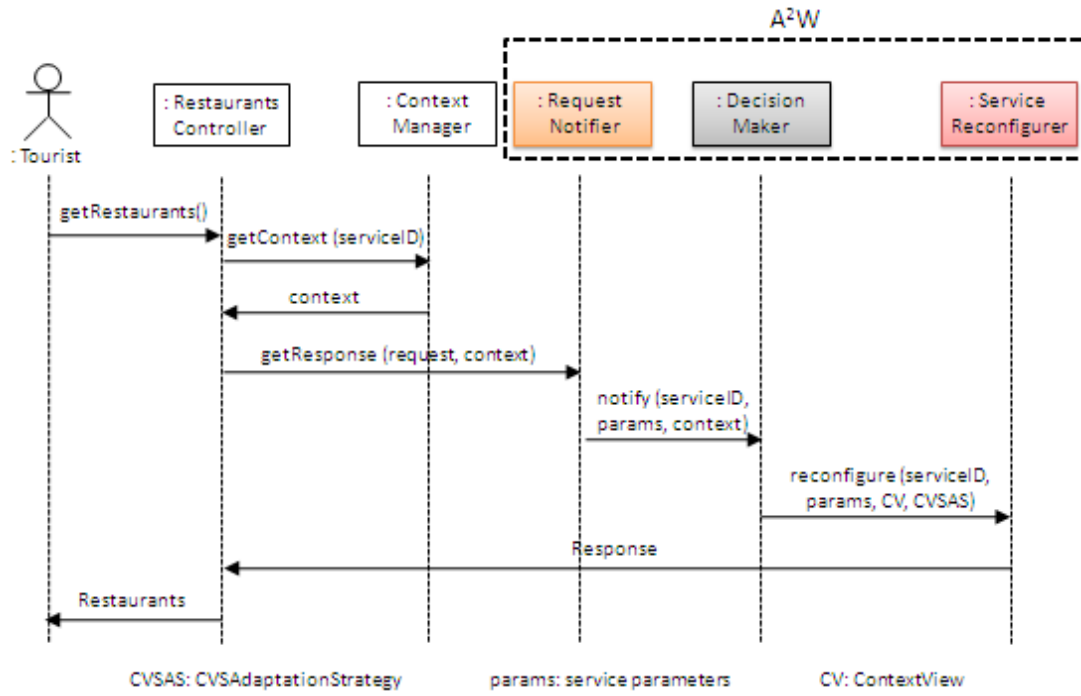 A²W
: Restaurants
Controller
: Context
Manager
: Request
Notifier
: Decision
Maker
: Service
Reconfigurer
: Tourist
getRestaurants()
getContext (serviceID)
context
getResponse (request, context)
notify (serviceID,
params, context)
reconfigure (serviceID,
params, CV, CVSAS)
Response
Restaurants
CVSAS: CVSAdaptationStrategy
params: service parameters
CV: ContextView